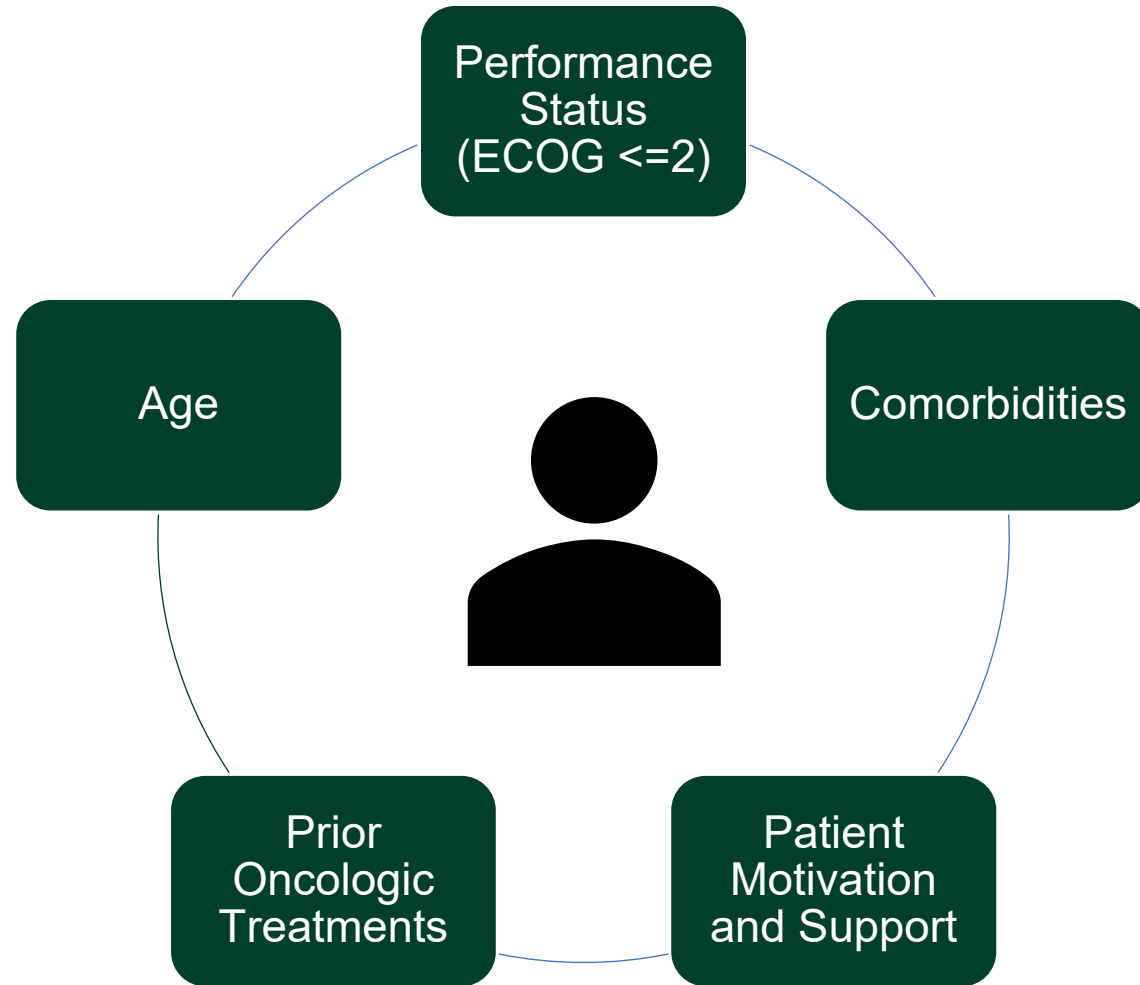 Performance
Status
(ECOG <=2)
Age
Comorbidities
Prior
Oncologic
Treatments
Patient
Motivation
and Support